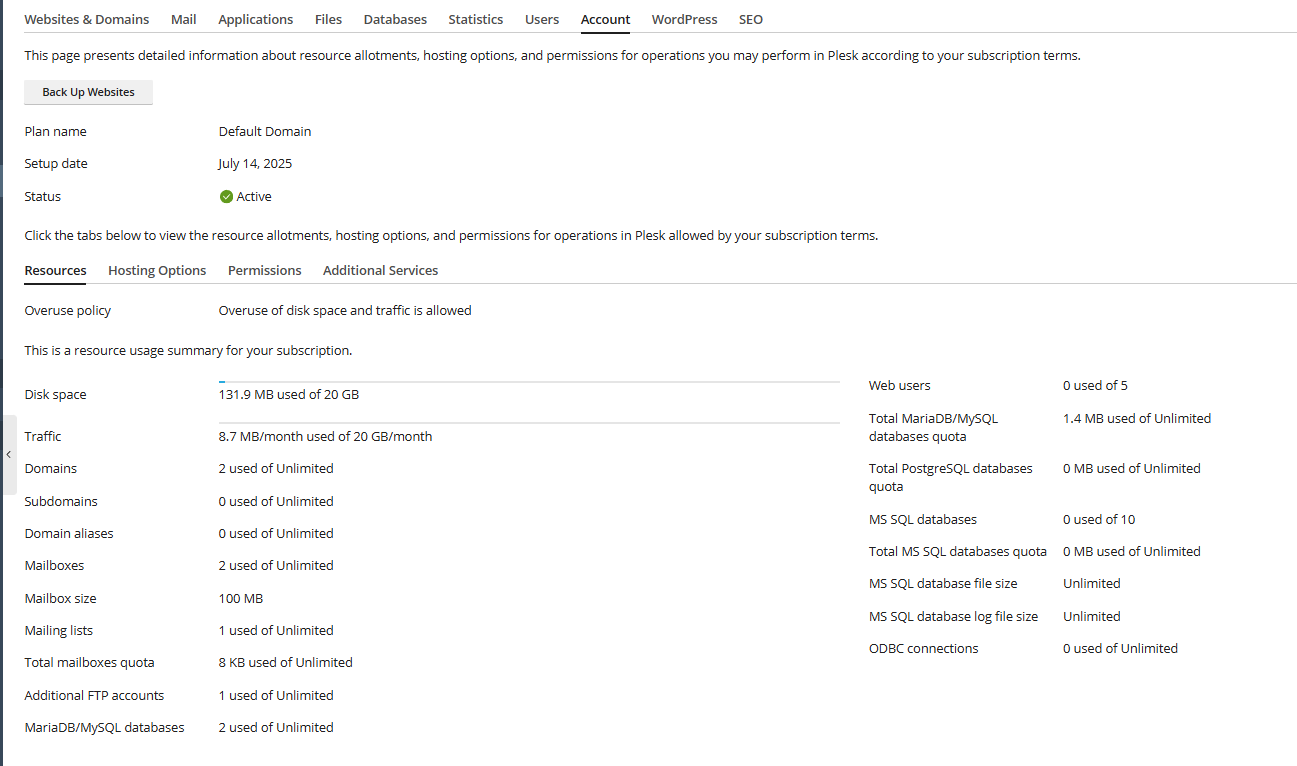 Websites & Domains Mail Applications Files Databases Statistics Users Account WordPress SEO
This page presents detailed information about resource allotments, hosting options, and permissions for operations you may perform in Plesk according to your subscription terms.
Back Up Websites
Plan name Default Domain
Setup date July 14, 2025
Status Active
Click the tabs below to view the resource allotments, hosting options, and permissions for operations in Plesk allowed by your subscription terms.
Resources Hosting Options Permissions Additional Services
Overuse policy Overuse of disk space and traffic is allowed
This is a resource usage summary for your subscription.
Disk space 131.9 MB used of 20 GB
Traffic 8.7 MB/month used of 20 GB/month
Domains 2 used of Unlimited
Subdomains 0 used of Unlimited
Domain aliases 0 used of Unlimited
Mailboxes 2 used of Unlimited
Mailbox size 100 MB
Mailing lists 1 used of Unlimited
Total mailboxes quota 8 KB used of Unlimited
Additional FTP accounts 1 used of Unlimited
MariaDB/MySQL databases 2 used of Unlimited
Web users 0 used of 5
Total MariaDB/MySQL 1.4 MB used of Unlimited
databases quota
Total PostgreSQL databases 0 MB used of Unlimited
quota
MS SQL databases 0 used of 10
Total MS SQL databases quota 0 MB used of Unlimited
MS SQL database file size Unlimited
MS SQL database log file size Unlimited
ODBC connections 0 used of Unlimited